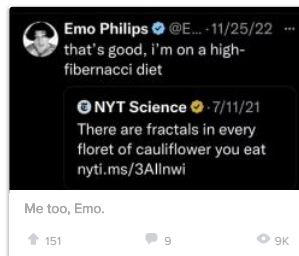 Emo Philips @E... · 11/25/22 ...
that's good, i'm on a high-
fibernacci diet
NYT Science · 7/11/21
There are fractals in every
floret of cauliflower you eat
nyti.ms/3AIlnwi
Me too, Emo.
151 9 9K